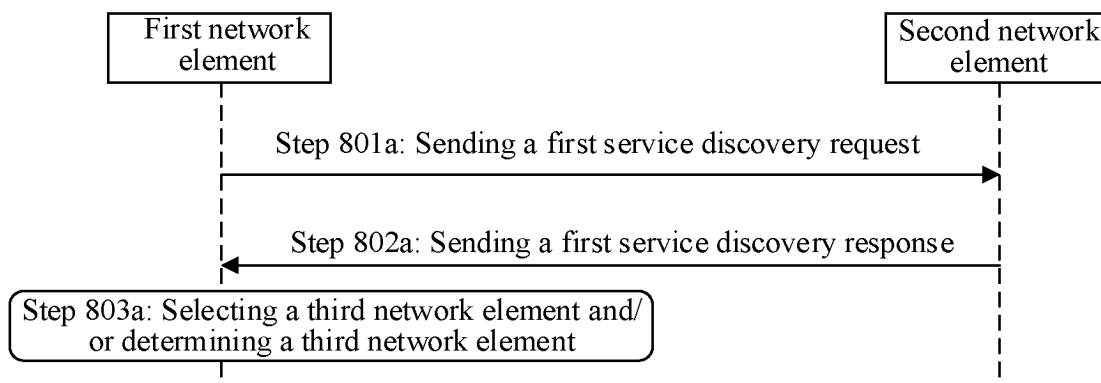 First network
element
Second network
element
Step 801a: Sending a first service discovery request
Step 802a: Sending a first service discovery response
Step 803a: Selecting a third network element and/
or determining a third network element